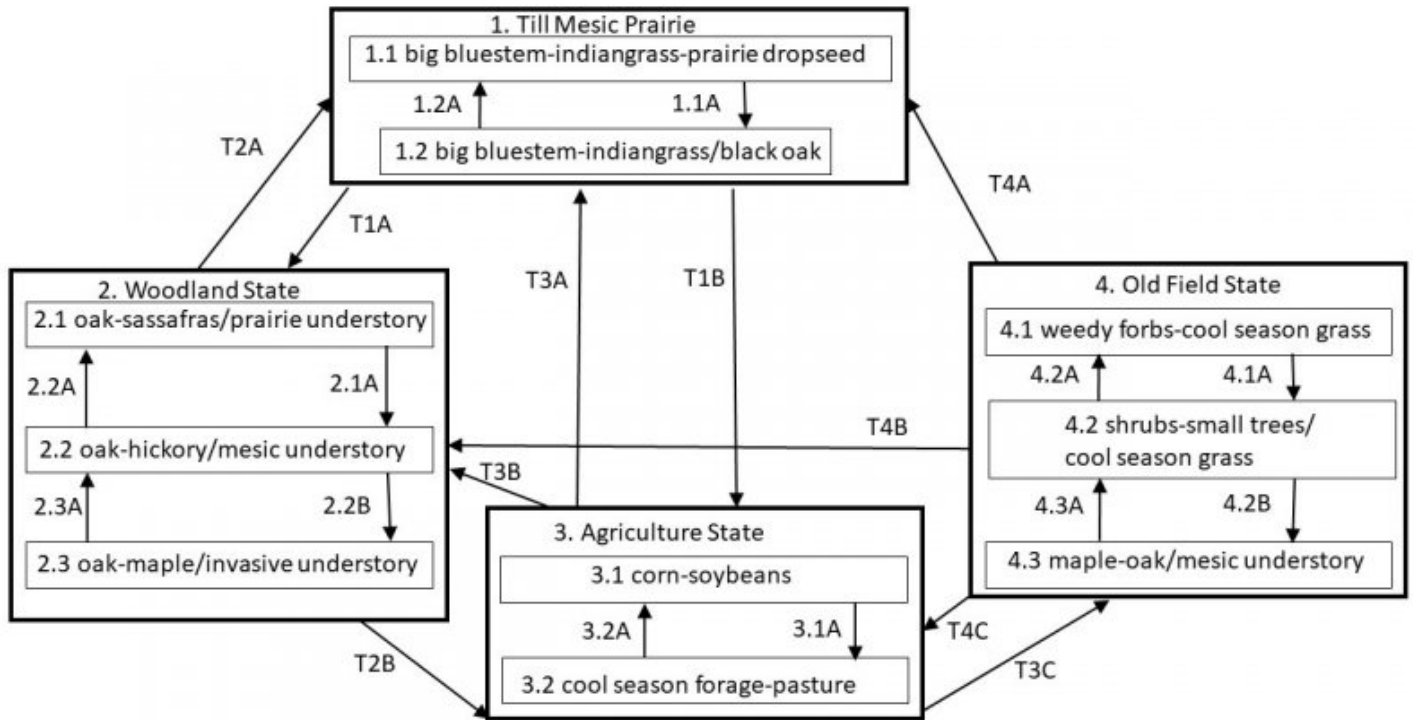 1. Till Mesic Prairie
1.1 big bluestem-indiangrass-prairie dropseed
1.2A
1.1A
1.2 big bluestem-indiangrass/black oak
T2A
T1A
T3A
T1B
T4A
2. Woodland State
2.1 oak-sassafras/prairie understory
2.2A
2.1A
2.2 oak-hickory/mesic understory
2.3A
2.2B
2.3 oak-maple/invasive understory
T4B
T3B
T2B
3. Agriculture State
3.1 corn-soybeans
3.2A
3.1A
3.2 cool season forage-pasture
4. Old Field State
4.1 weedy forbs-cool season grass
4.2A
4.1A
4.2 shrubs-small trees/
cool season grass
4.3A
4.2B
4.3 maple-oak/mesic understory
T4C
T3C